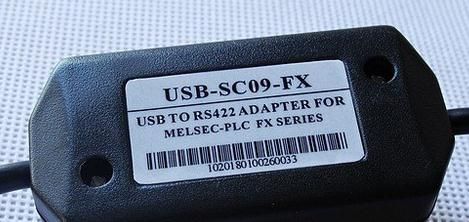 USB-SC09-FX
USB TO RS422 ADAPTER FOR
MELSEC-PLC FX SERIES
1020180100260033